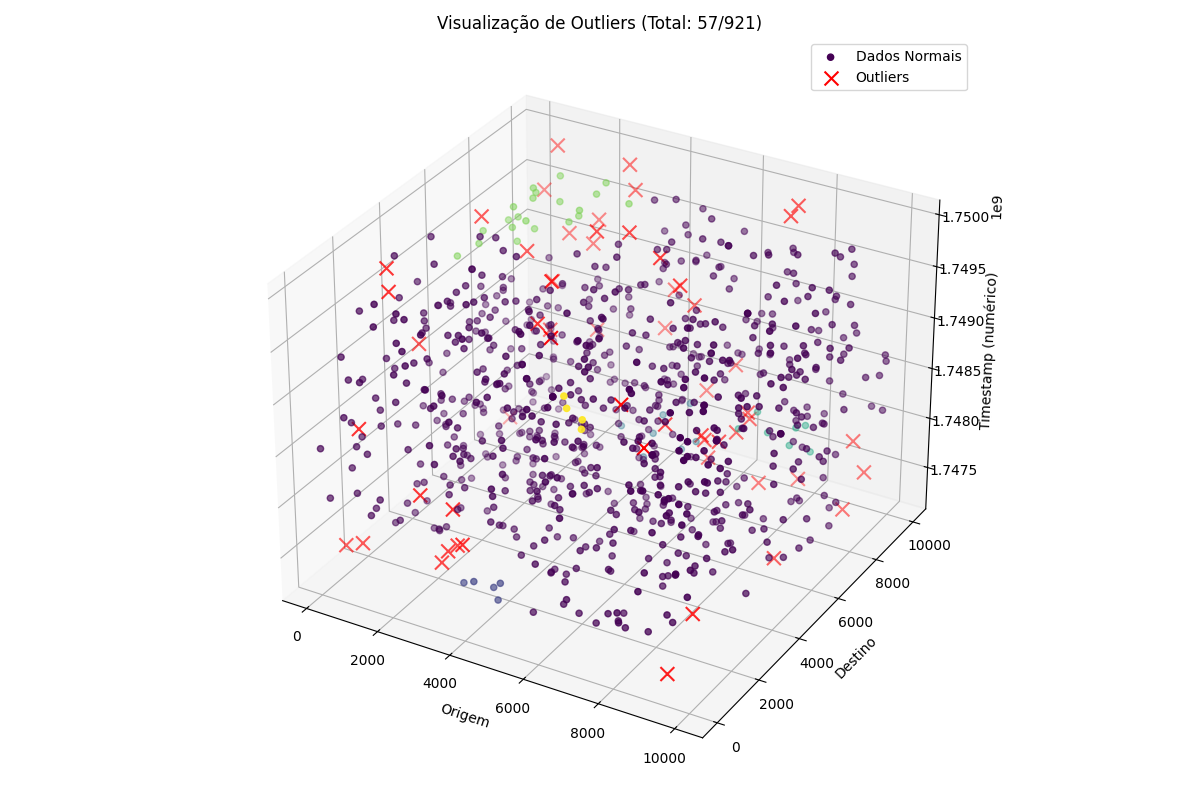 Visualização de Outliers (Total: 57/921)
Dados Normais
Outliers
1e9
1.7500
1.7495
1.7490
1.7485
1.7480
1.7475
Timestamp (numérico)
10000
8000
6000
4000
2000
0
Destino
0
2000
4000
6000
8000
10000
Origem